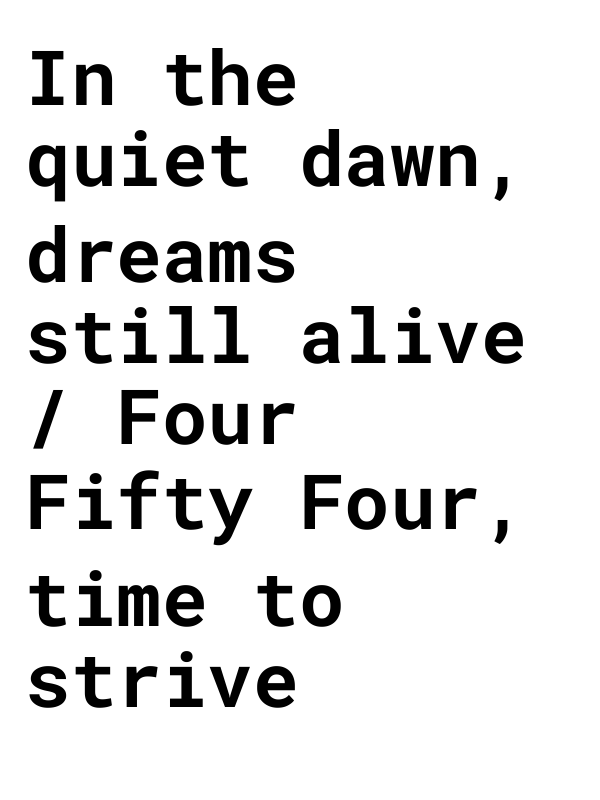 In the
quiet dawn,
dreams
still alive
/ Four
Fifty Four,
time to
strive